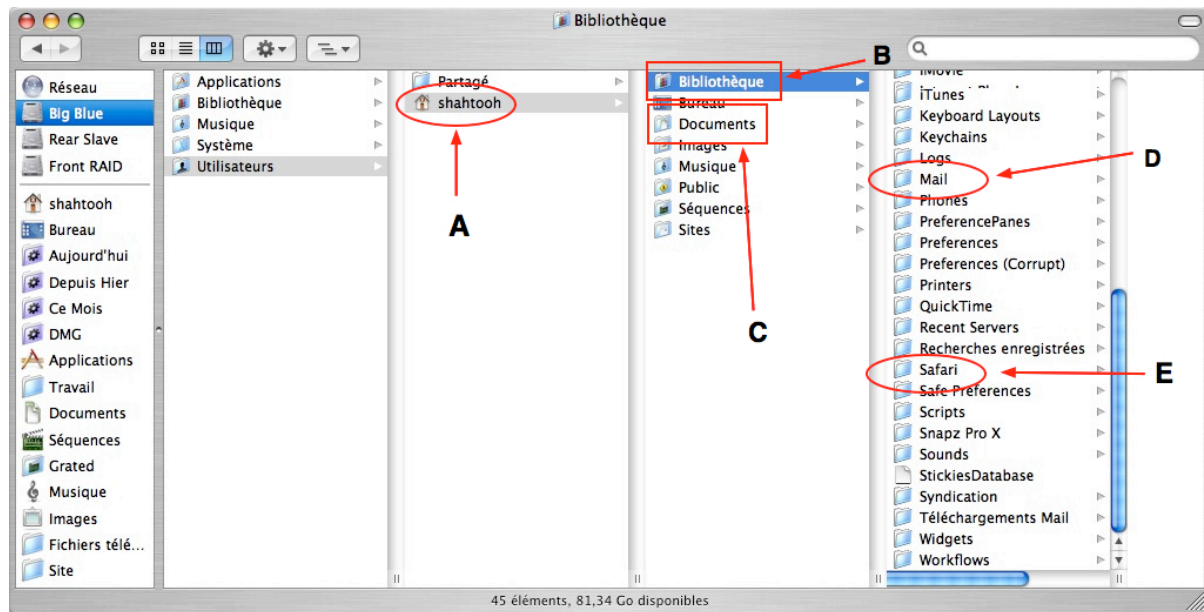 Bibliothèque
Réseau
Big Blue
Rear Slave
Front RAID
shahtooh
Bureau
Aujourd'hui
Depuis Hier
Ce Mois
DMG
Applications
Travail
Documents
Séquences
Grated
Musique
Images
Fichiers télé...
Site
Applications
Bibliothèque
Musique
Système
Utilisateurs
Partagé
shahtooh
A
Bibliothèque
Bureau
Documents
Images
Musique
Public
Séquences
Sites
B
C
iMovie
iTunes
Keyboard Layouts
Keychains
Logs
Mail
Phones
PreferencePanes
Preferences
Preferences (Corrupt)
Printers
QuickTime
Recent Servers
Recherches enregistrées
Safari
Safe Preferences
Scripts
Snapz Pro X
Sounds
StickiesDatabase
Syndication
Téléchargements Mail
Widgets
Workflows
D
E
45 éléments, 81,34 Go disponibles